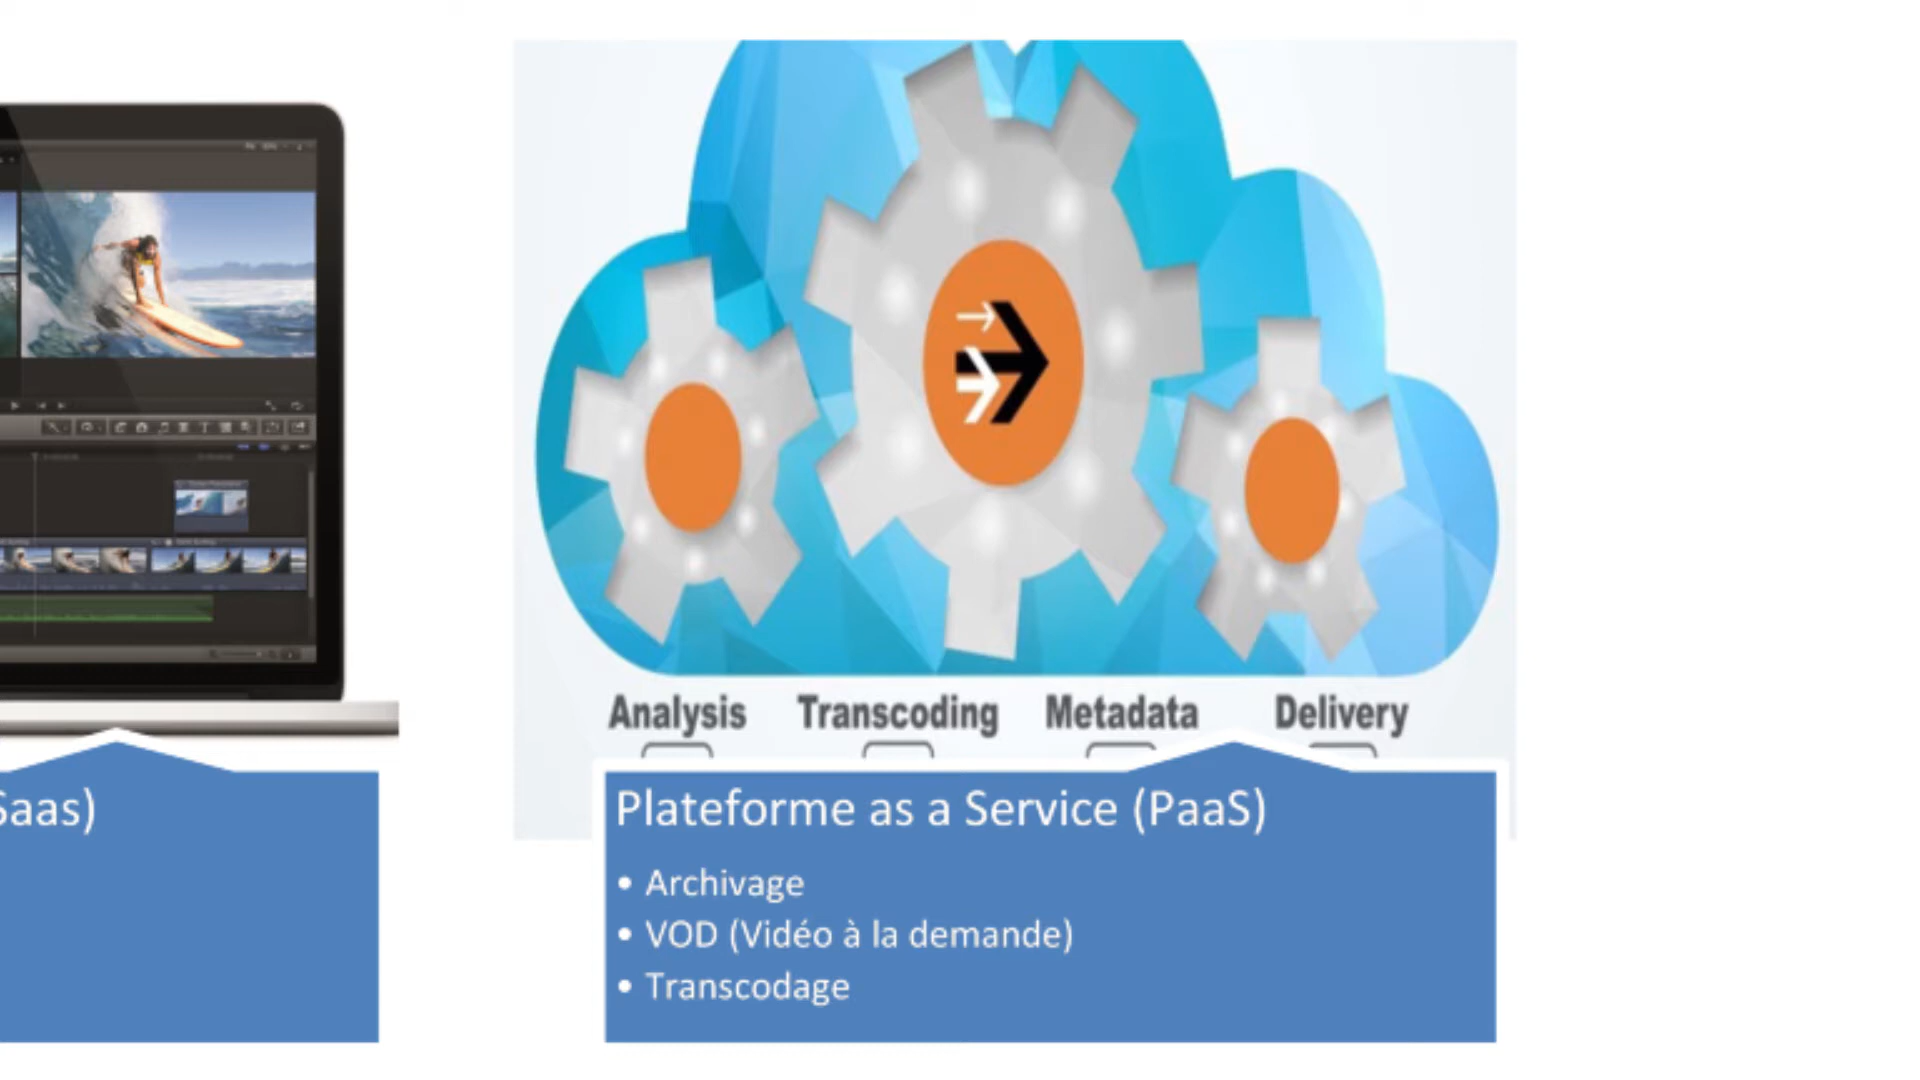 Analysis Transcoding Metadata Delivery
Saas)
Plateforme as a Service (PaaS)
• Archivage
• VOD (Vidéo à la demande)
• Transcodage